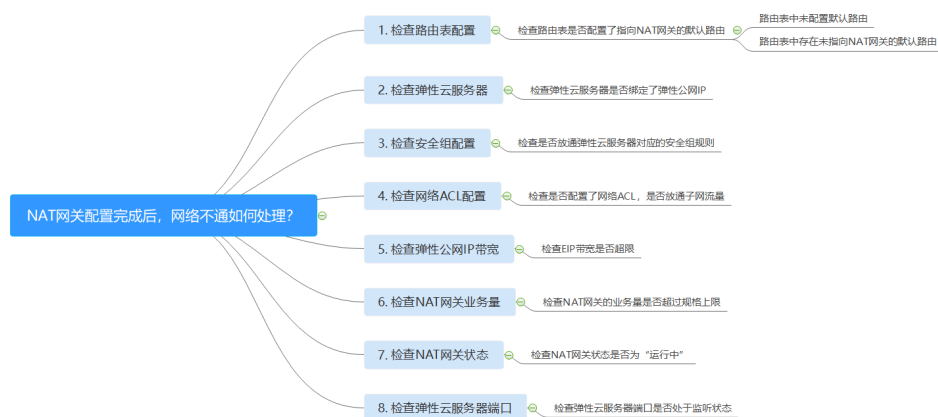 NAT网关配置完成后，网络不通如何处理？
1. 检查路由表配置
检查路由表是否配置了指向NAT网关的默认路由
路由表中未配置默认路由
路由表中存在未指向NAT网关的默认路由
2. 检查弹性云服务器
检查弹性云服务器是否绑定了弹性公网IP
3. 检查安全组配置
检查是否放通弹性云服务器对应的安全组规则
4. 检查网络ACL配置
检查是否配置了网络ACL，是否放通子网流量
5. 检查弹性公网IP带宽
检查EIP带宽是否超限
6. 检查NAT网关业务量
检查NAT网关的业务量是否超过规格上限
7. 检查NAT网关状态
检查NAT网关状态是否为“运行中”
8. 检查弹性云服务器端口
检查弹性云服务器端口是否处于监听状态